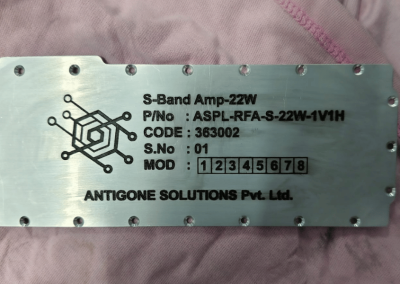 S-Band Amp-22W
P/No : ASPL-RFA-S-22W-1V1H
CODE : 363002
S.No : 01
MOD : 1 2 3 4 5 6 7 8
ANTIGONE SOLUTIONS Pvt. Ltd.